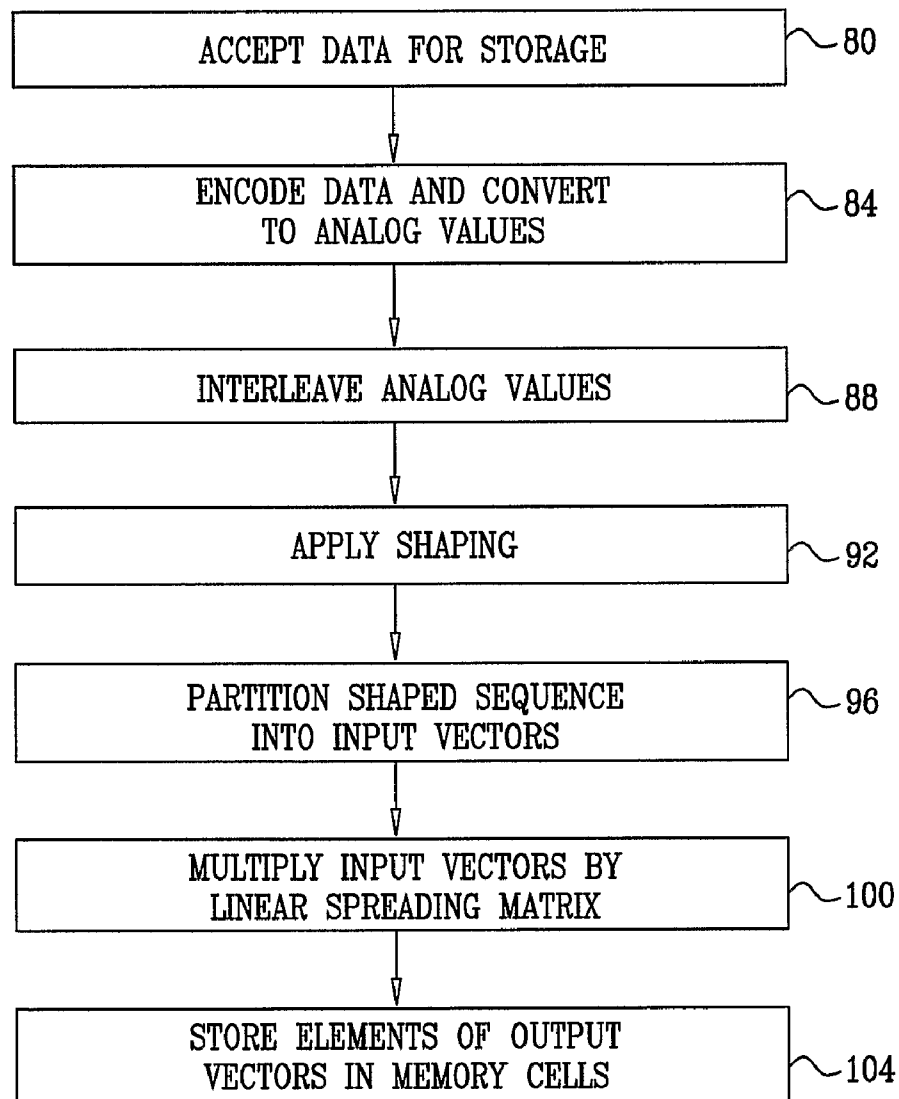 ACCEPT DATA FOR STORAGE
80
ENCODE DATA AND CONVERT
TO ANALOG VALUES
84
INTERLEAVE ANALOG VALUES
88
APPLY SHAPING
92
PARTITION SHAPED SEQUENCE
INTO INPUT VECTORS
96
MULTIPLY INPUT VECTORS BY
LINEAR SPREADING MATRIX
100
STORE ELEMENTS OF OUTPUT
VECTORS IN MEMORY CELLS
104